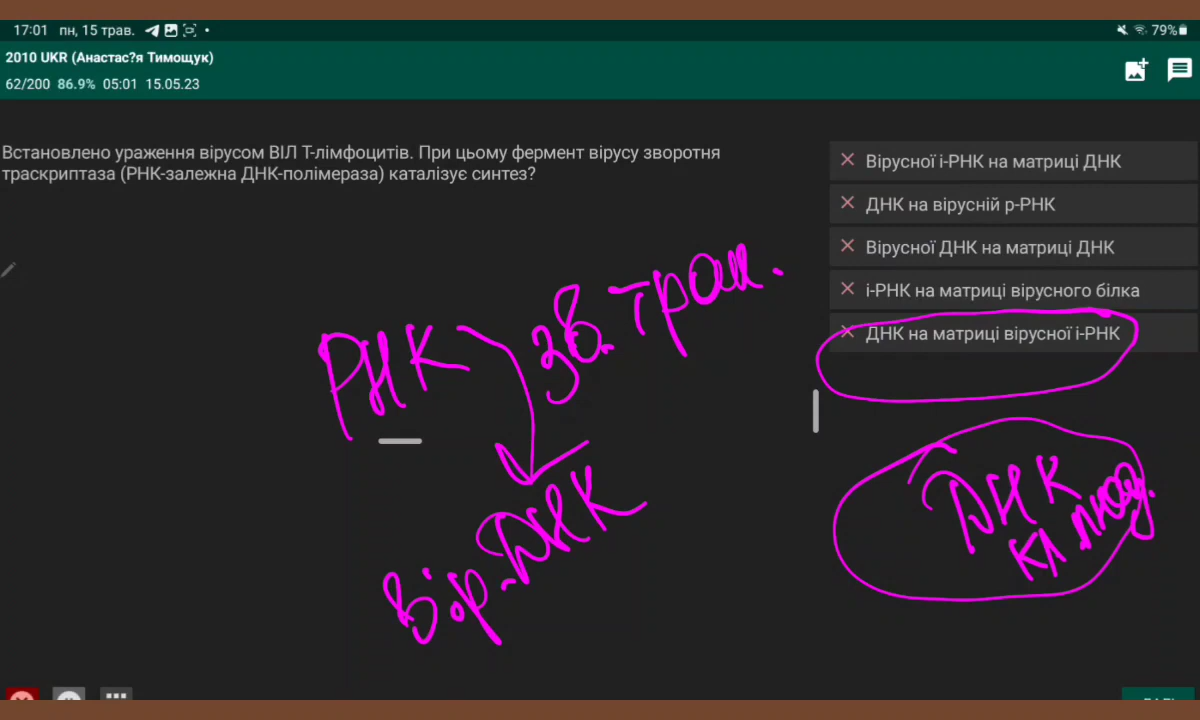 17:01 пн, 15 трав.
79%
2010 UKR (Анастас?я Тимощук)
62/200 86.9% 05:01 15.05.23
Встановлено ураження вірусом ВІЛ Т-лімфоцитів. При цьому фермент вірусу зворотня
траскриптаза (РНК-залежна ДНК-полімераза) каталізує синтез?
Вірусної і-РНК на матриці ДНК
ДНК на вірусній р-РНК
Вірусної ДНК на матриці ДНК
і-РНК на матриці вірусного білка
ДНК на матриці вірусної і-РНК
РНК
зв. тран.
вір. ДНК
ДНК
кл люд.